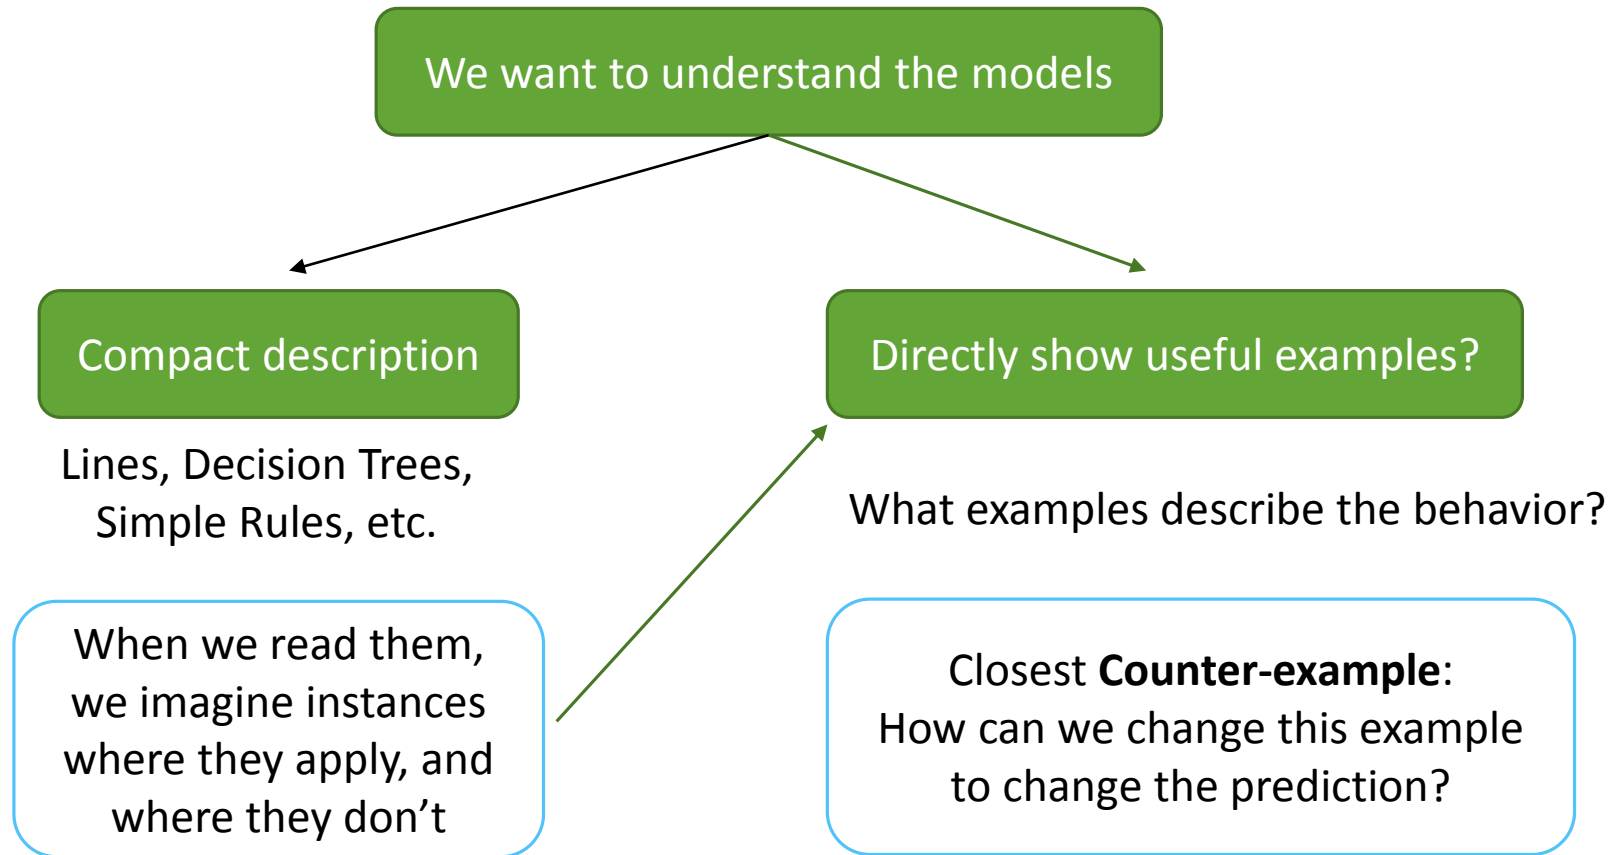 We want to understand the models
Compact description
Lines, Decision Trees,
Simple Rules, etc.
When we read them,
we imagine instances
where they apply, and
where they don’t
Directly show useful examples?
What examples describe the behavior?
Closest Counter-example:
How can we change this example
to change the prediction?